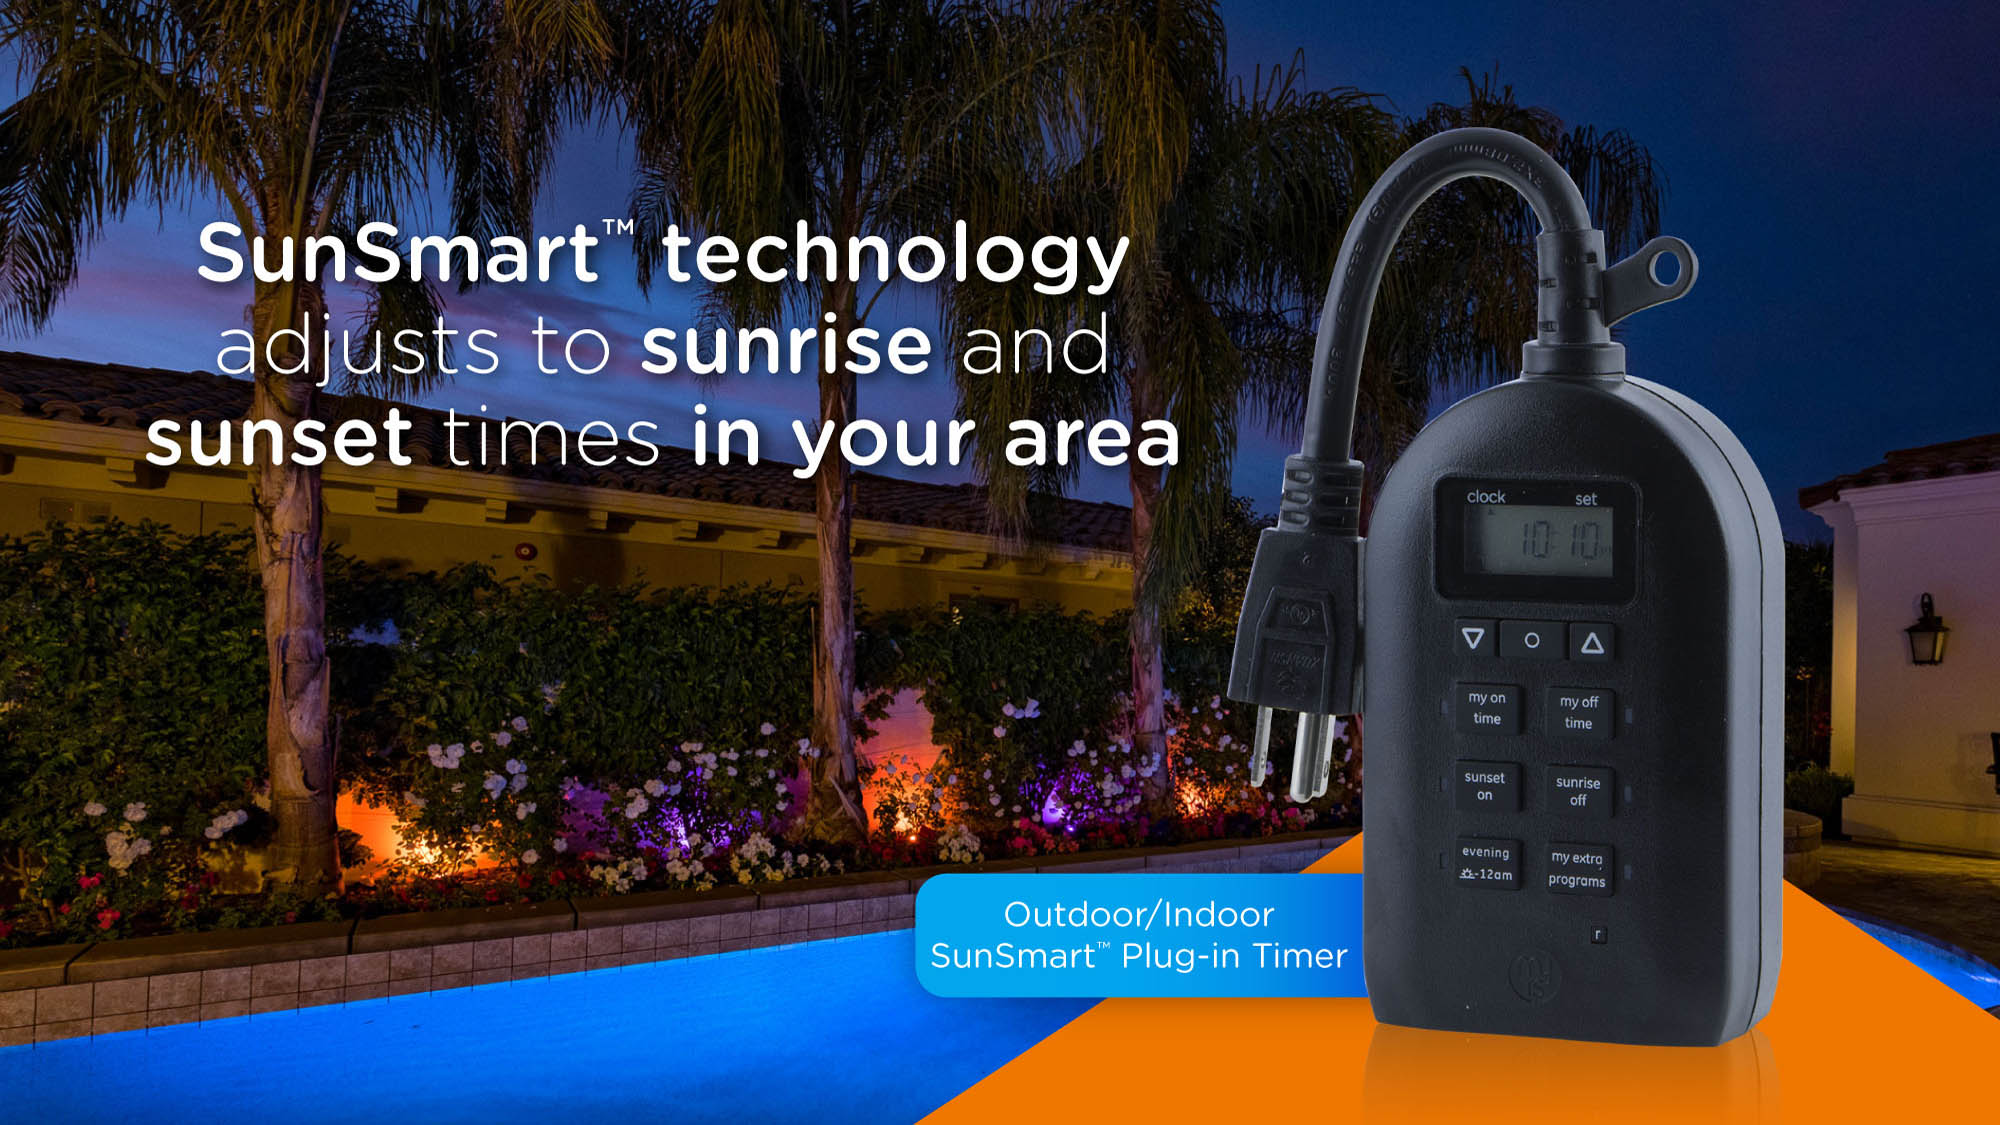 SunSmart™ technology
adjusts to sunrise and
sunset times in your area
clock set
10:10
my on
time
my off
time
sunset
on
sunrise
off
evening
-12am
my extra
programs
r
Outdoor/Indoor
SunSmart™ Plug-in Timer